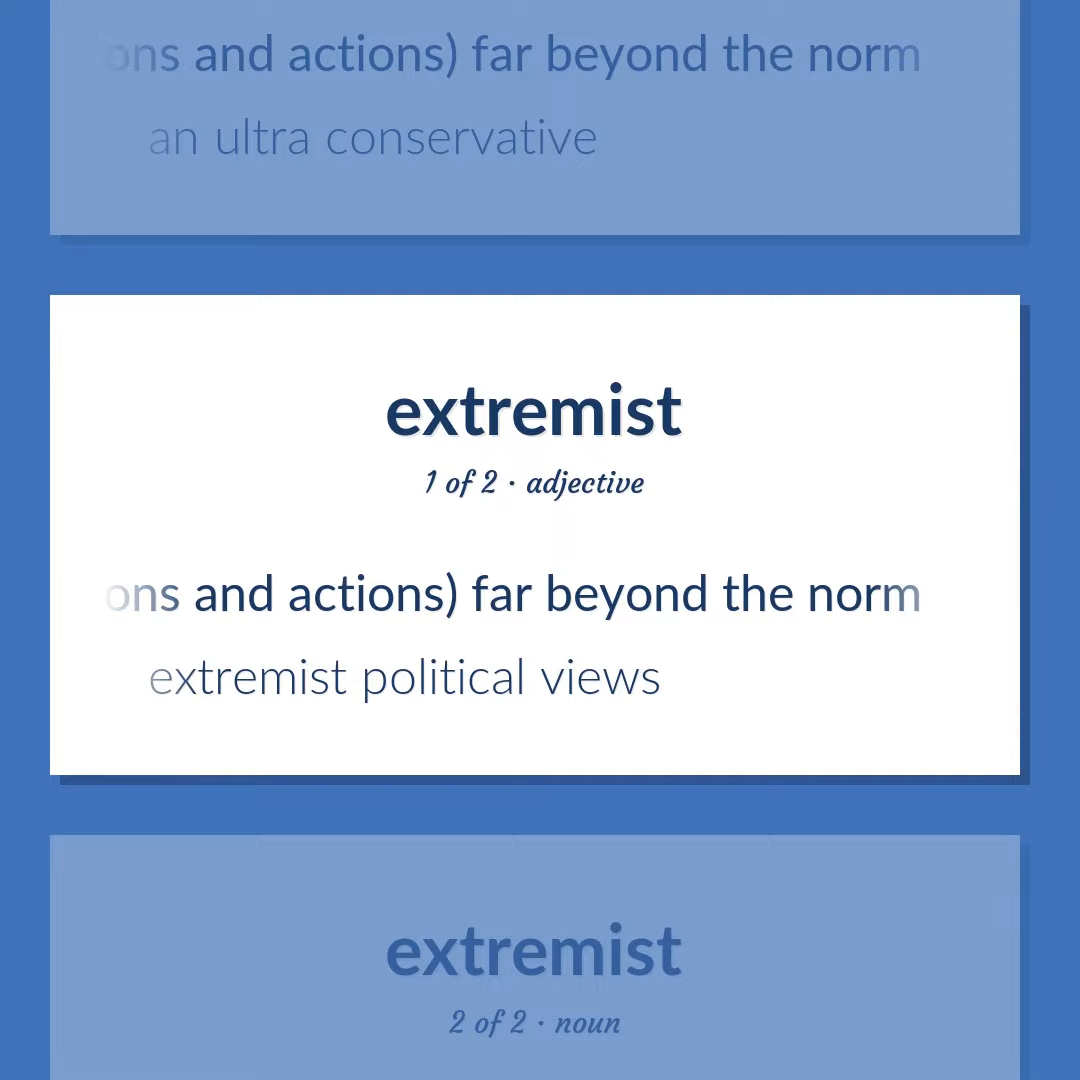 ons and actions) far beyond the norm
an ultra conservative
extremist
1 of 2 · adjective
ons and actions) far beyond the norm
extremist political views
extremist
2 of 2 · noun